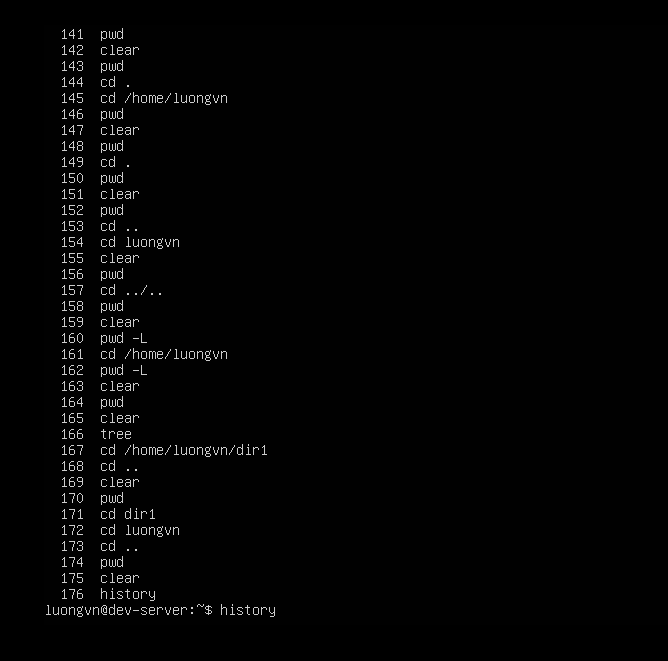 141  pwd
142  clear
143  pwd
144  cd .
145  cd /home/luongvn
146  pwd
147  clear
148  pwd
149  cd .
150  pwd
151  clear
152  pwd
153  cd ..
154  cd luongvn
155  clear
156  pwd
157  cd ../..
158  pwd
159  clear
160  pwd -L
161  cd /home/luongvn
162  pwd -L
163  clear
164  pwd
165  clear
166  tree
167  cd /home/luongvn/dir1
168  cd ..
169  clear
170  pwd
171  cd dir1
172  cd luongvn
173  cd ..
174  pwd
175  clear
176  history
luongvn@dev-server:~$ history